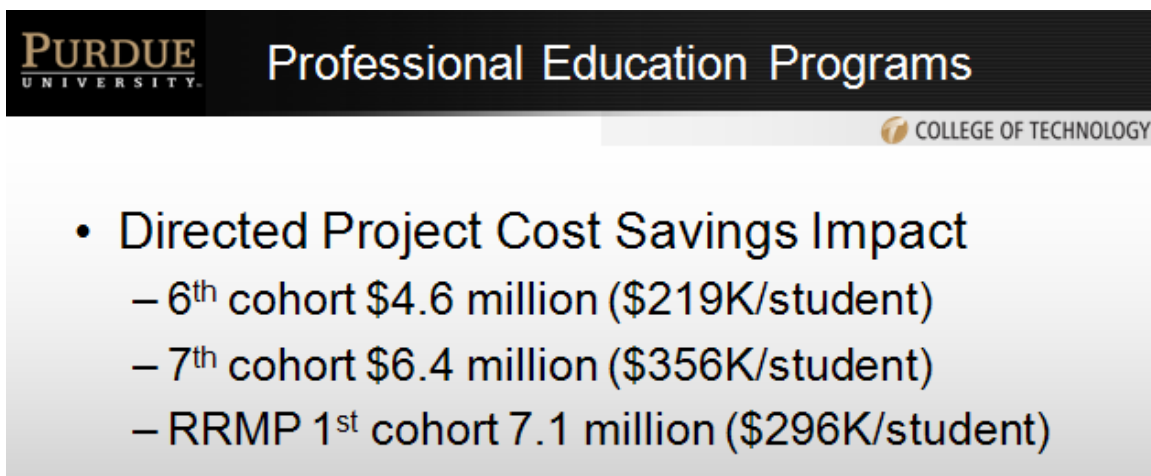 PURDUE
UNIVERSITY
Professional Education Programs
COLLEGE OF TECHNOLOGY
• Directed Project Cost Savings Impact
– 6th cohort $4.6 million ($219K/student)
– 7th cohort $6.4 million ($356K/student)
– RRMP 1st cohort 7.1 million ($296K/student)